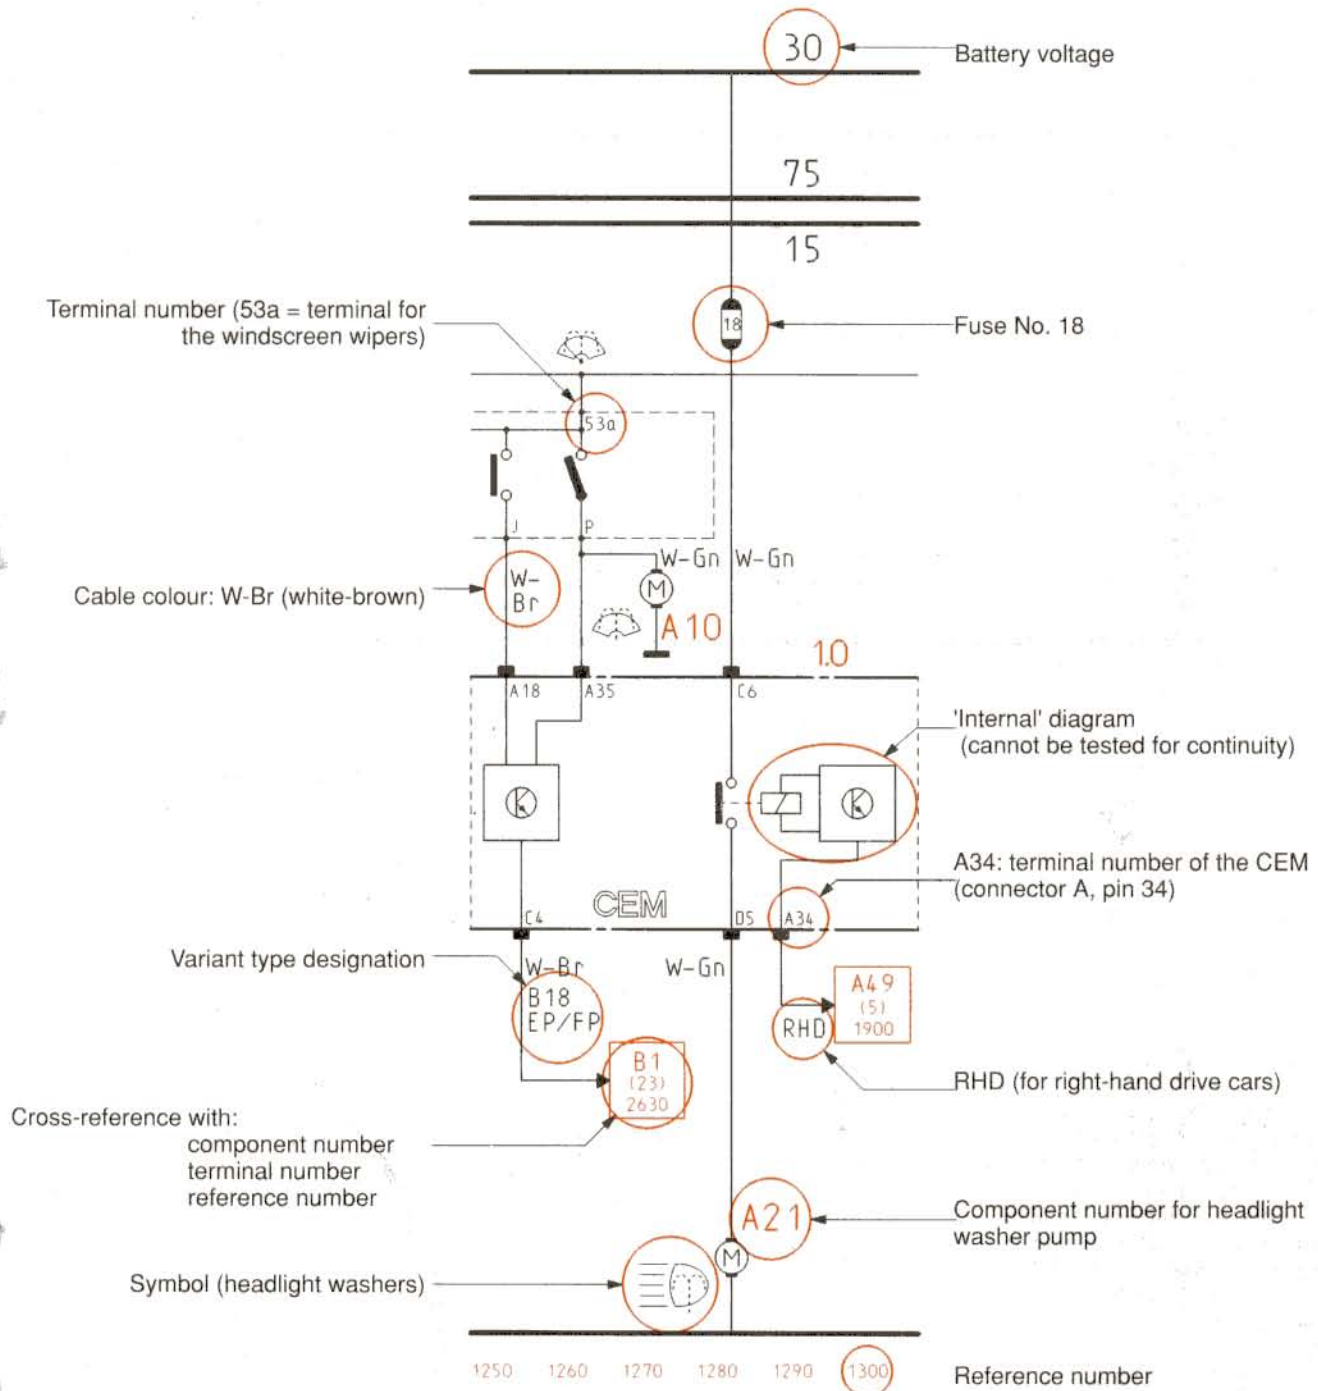 30
Battery voltage
75
15
Terminal number (53a = terminal for
the windscreen wipers)
18
Fuse No. 18
53a
J
P
W-Gn
W-Gn
W-
Br
Cable colour: W-Br (white-brown)
M
A10
1.0
A18
A35
C6
'Internal' diagram
(cannot be tested for continuity)
A34: terminal number of the CEM
(connector A, pin 34)
CEM
C4
D5
A34
Variant type designation
W-Br
W-Gn
B18
EP/FP
A49
(5)
1900
RHD
RHD (for right-hand drive cars)
B1
(23)
2630
Cross-reference with:
component number
terminal number
reference number
A21
Component number for headlight
washer pump
M
Symbol (headlight washers)
1250
1260
1270
1280
1290
1300
Reference number